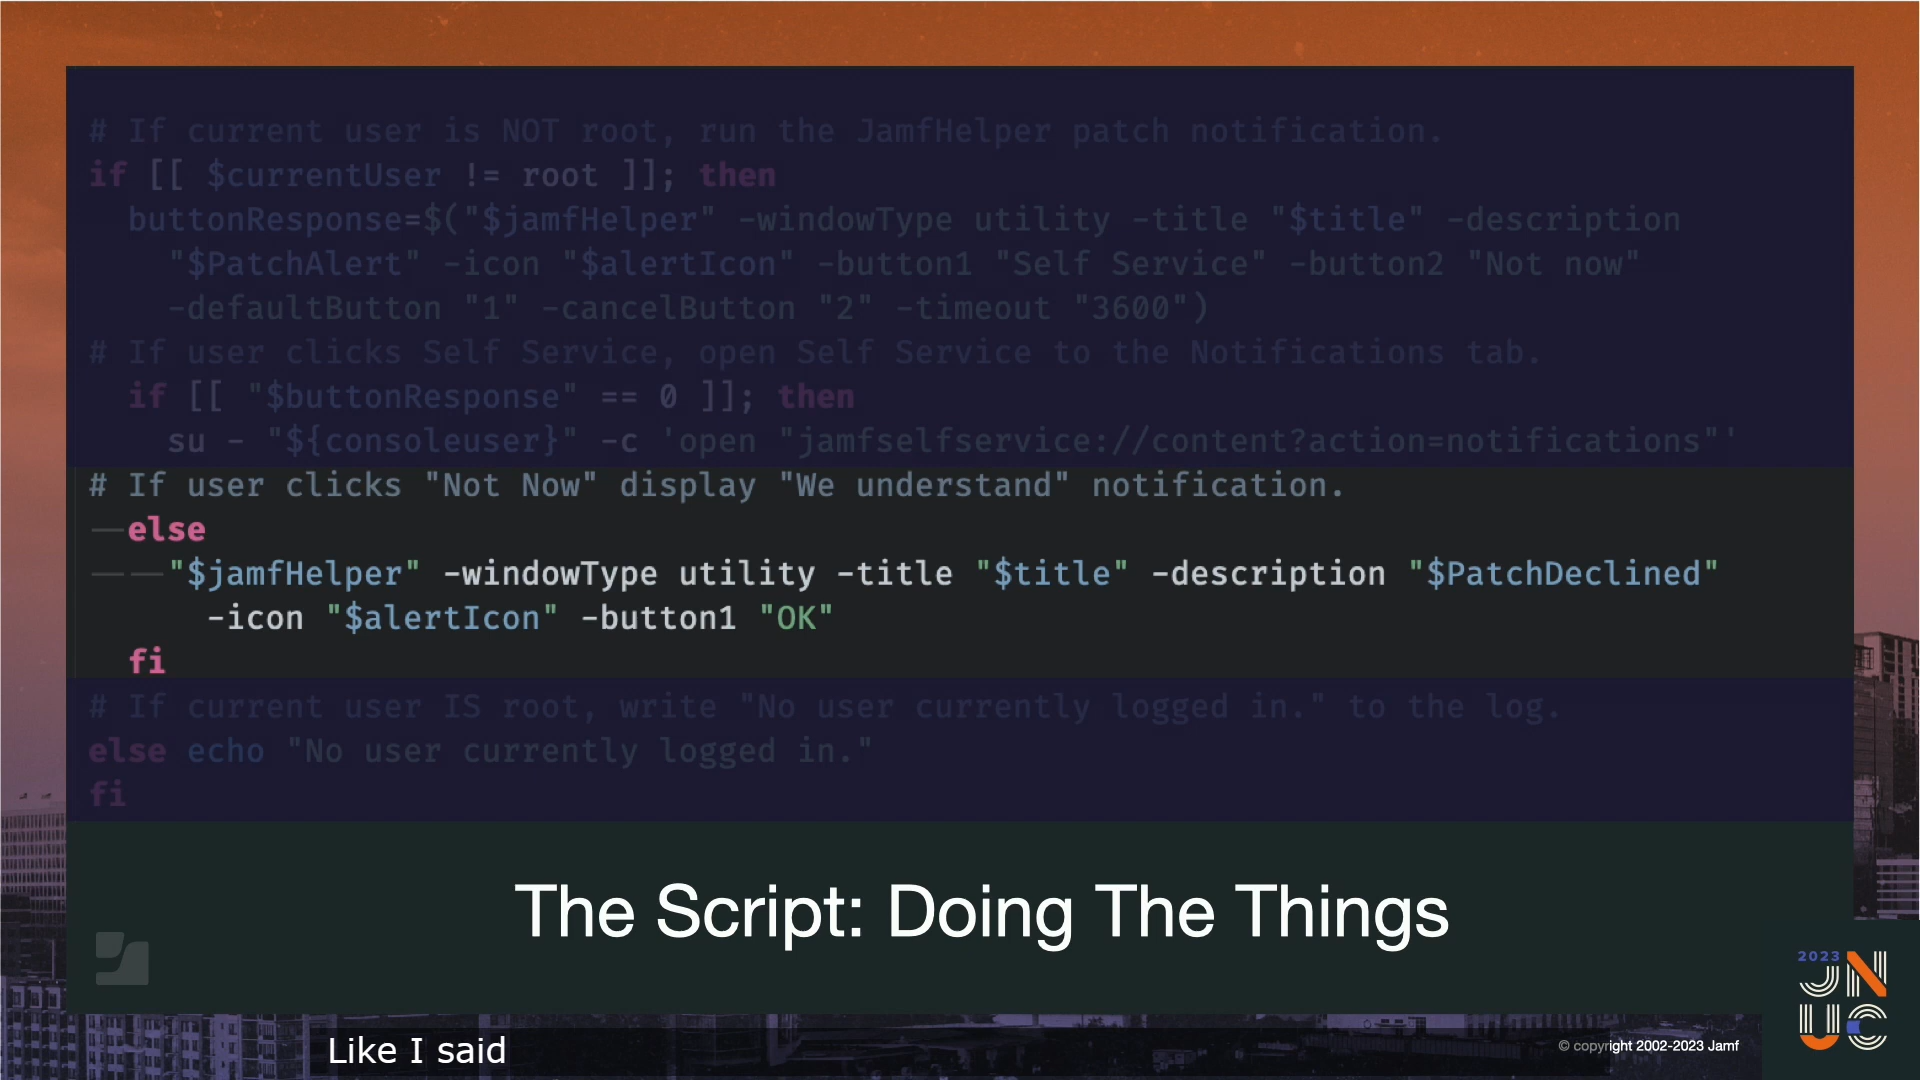 # If current user is NOT root, run the JamfHelper patch notification.
if [[ $currentUser != root ]]; then
buttonResponse=$("$jamfHelper" -windowType utility -title "$title" -description
"$PatchAlert" -icon "$alertIcon" -button1 "Self Service" -button2 "Not now"
-defaultButton "1" -cancelButton "2" -timeout "3600")
# If user clicks Self Service, open Self Service to the Notifications tab.
if [[ "$buttonResponse" == 0 ]]; then
su - "${consoleuser}" -c 'open "jamfselfservice://content?action=notifications"'
# If user clicks "Not Now" display "We understand" notification.
else
"$jamfHelper" -windowType utility -title "$title" -description "$PatchDeclined"
-icon "$alertIcon" -button1 "OK"
fi
# If current user IS root, write "No user currently logged in." to the log.
else echo "No user currently logged in."
fi
The Script: Doing The Things
2023
JN
UC
Like I said
© copyright 2002-2023 Jamf